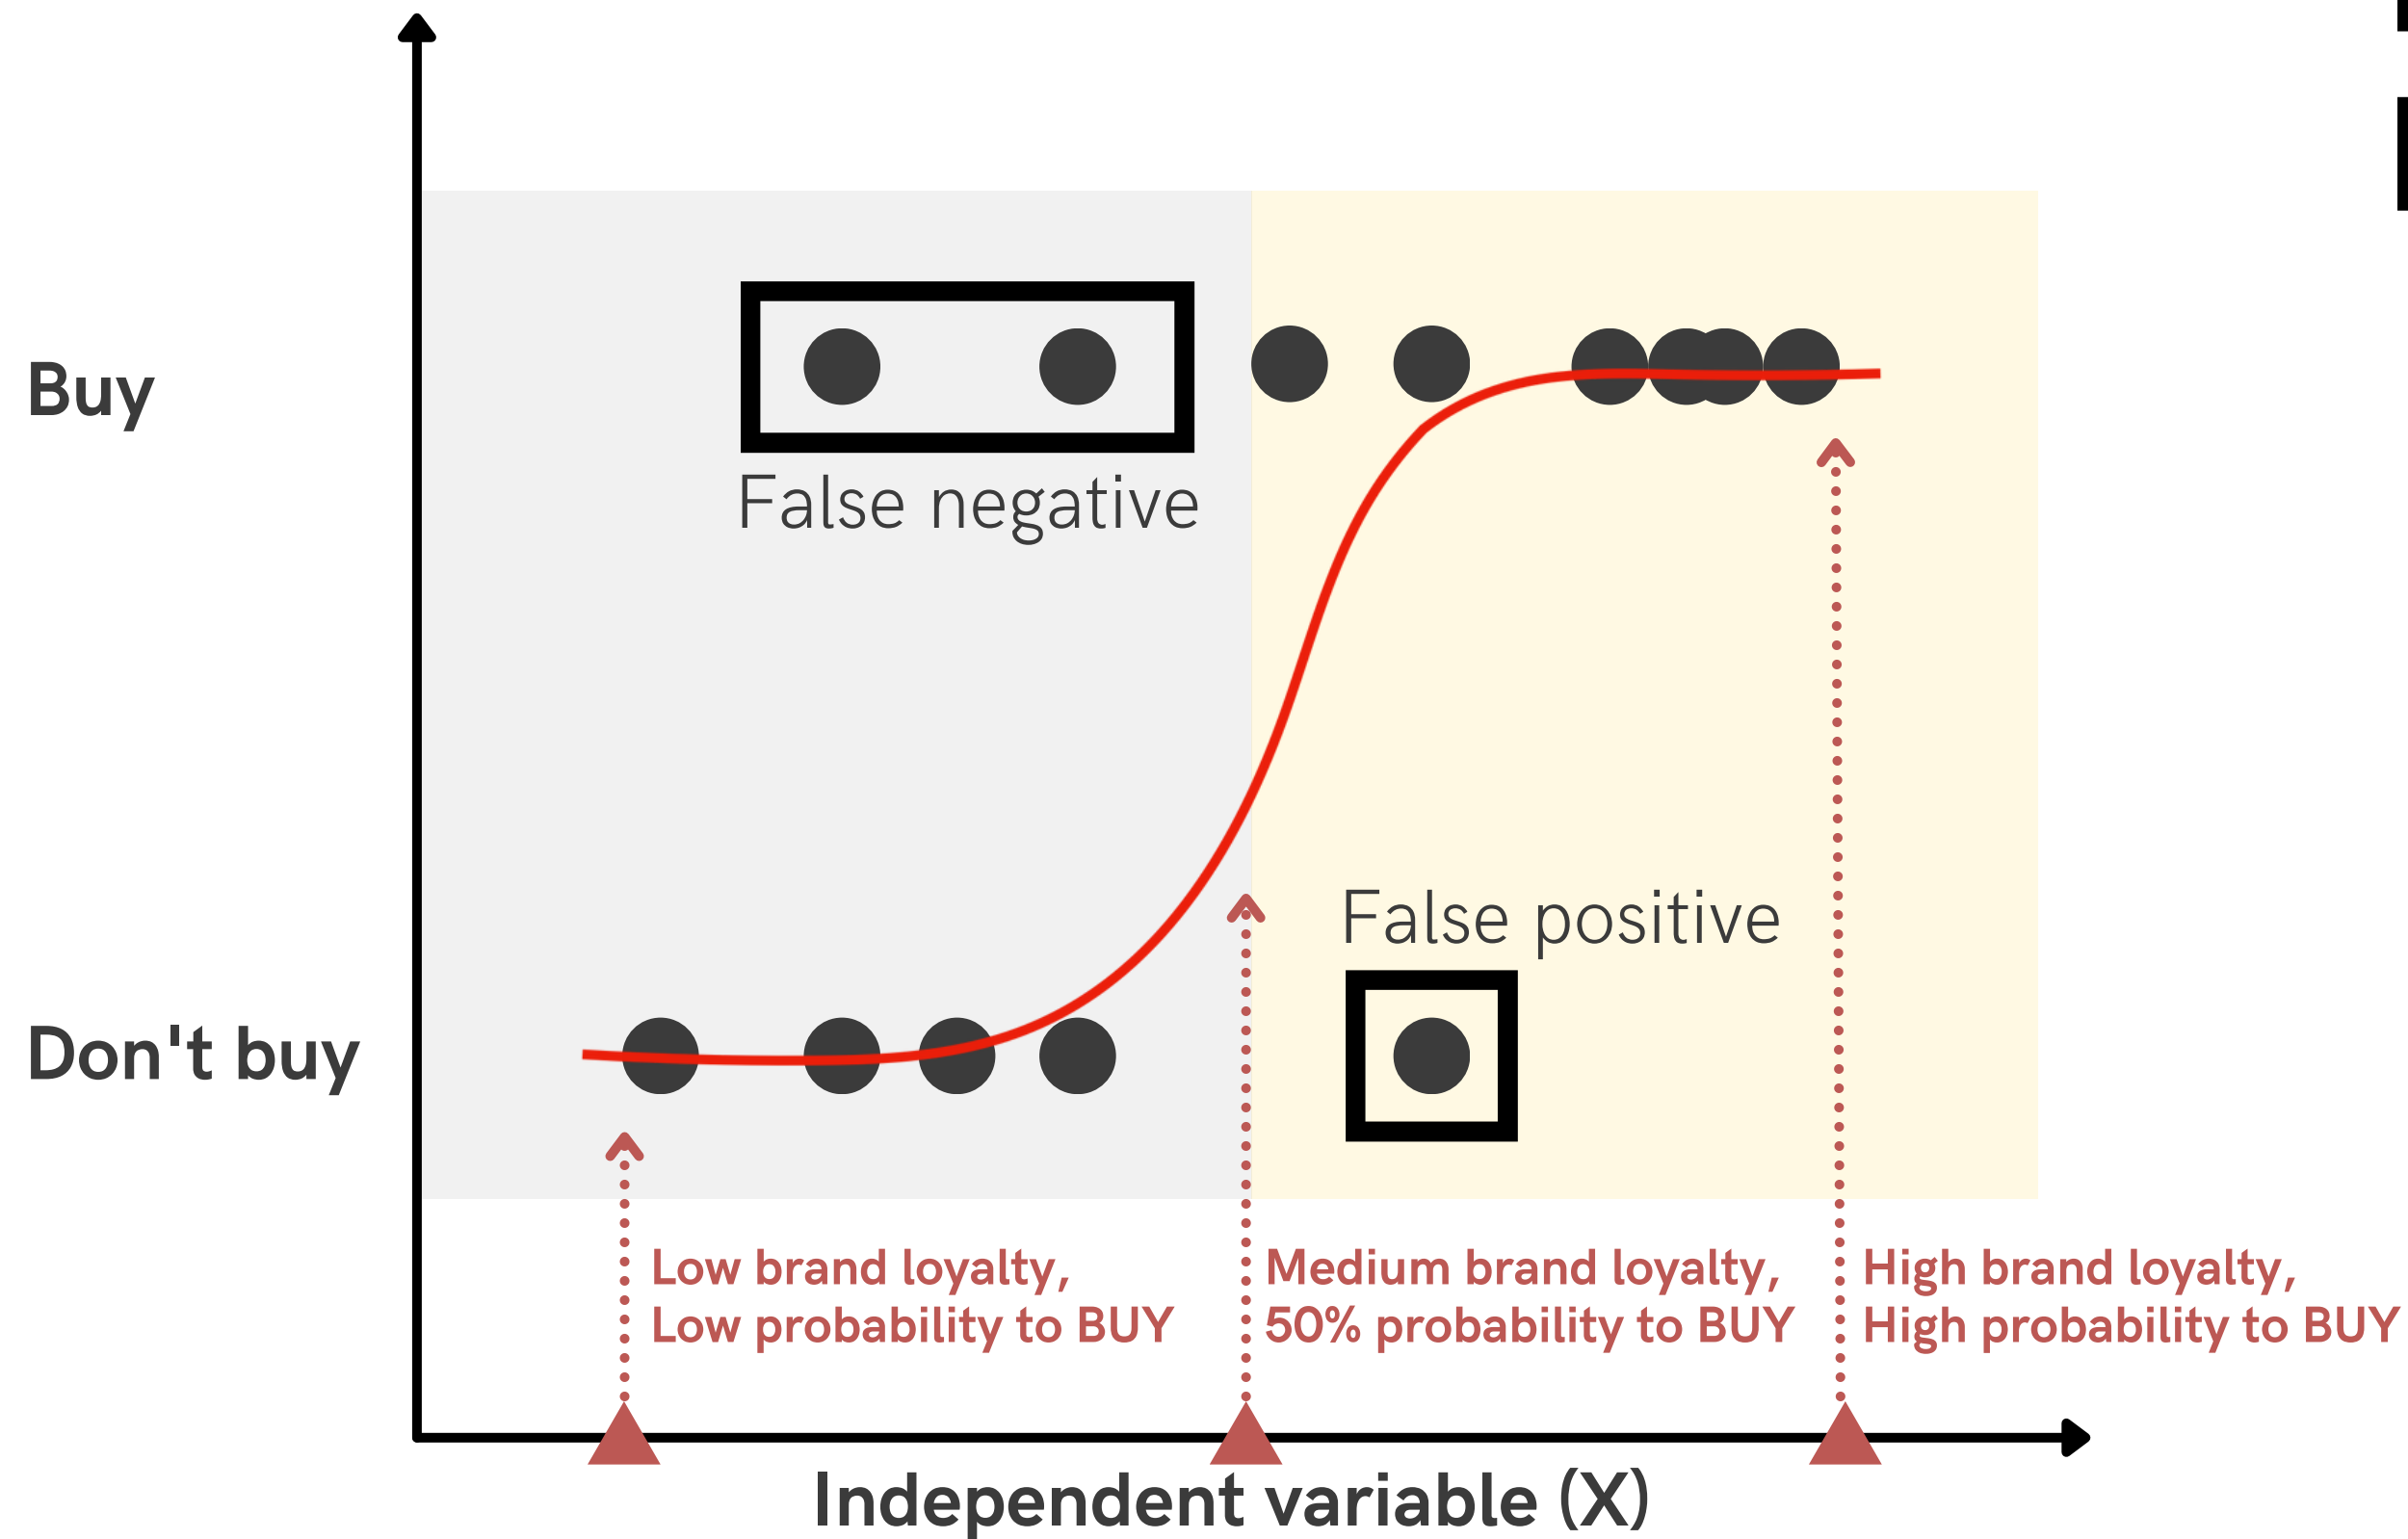 Buy
False negative
False positive
Don't buy
Low brand loyalty,
Low probability to BUY
Medium brand loyalty,
50% probability to BUY
High brand loyalty,
High probability to BUY
Independent variable (X)